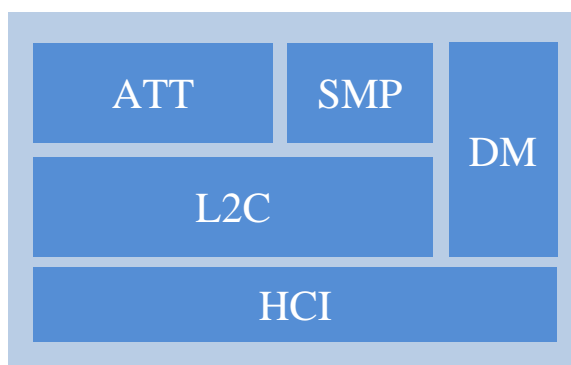 ATT
SMP
DM
L2C
HCI